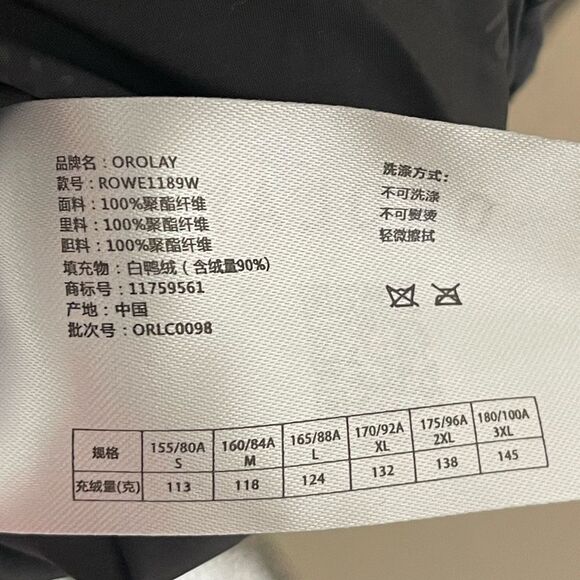 品牌名：OROLAY
款号：ROWE1189W
面料：100%聚酯纤维
里料：100%聚酯纤维
胆料：100%聚酯纤维
填充物：白鸭绒（含绒量90%）
商标号：11759561
产地：中国
批次号：ORLC0098
洗涤方式：
不可洗涤
不可熨烫
轻微擦拭
规格 155/80A S 160/84A M 165/88A L 170/92A XL 175/96A 2XL 180/100A 3XL
充绒量(克) 113 118 124 132 138 145